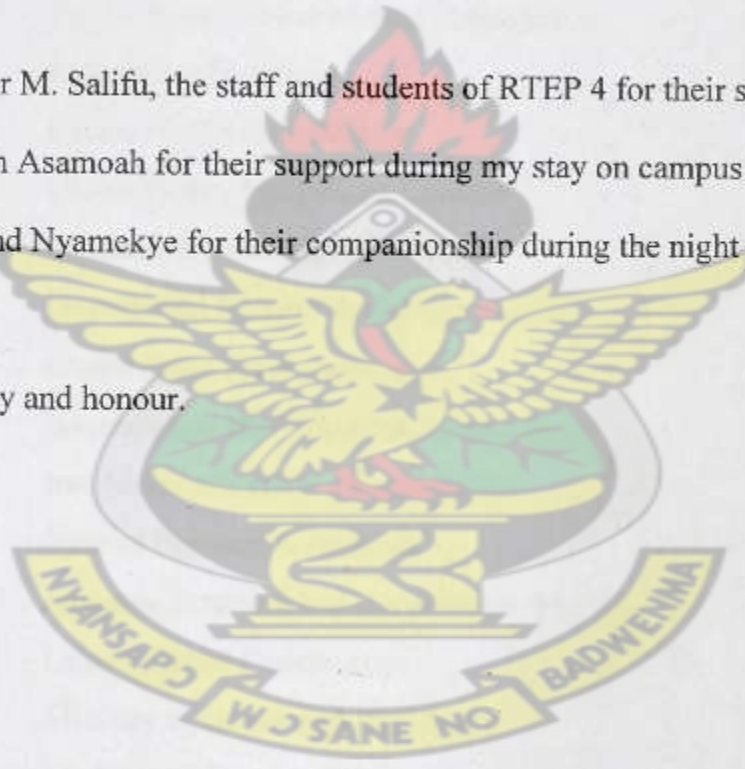 r M. Salifu, the staff and students of RTEP 4 for their s
n Asamoah for their support during my stay on campus
nd Nyamekye for their companionship during the night
y and honour.
NYANSAPƆ WƆSANE NO BADWENMA